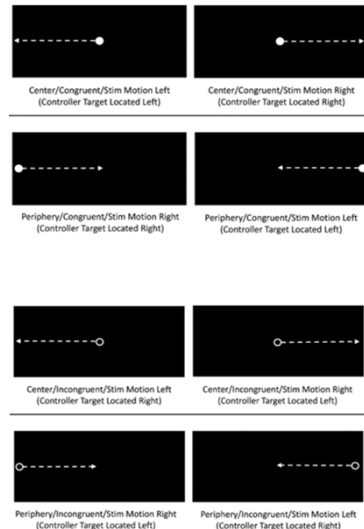 Center/Congruent/Stim Motion Left
(Controller Target Located Left)
Center/Congruent/Stim Motion Right
(Controller Target Located Right)
Periphery/Congruent/Stim Motion Right
(Controller Target Located Right)
Periphery/Congruent/Stim Motion Left
(Controller Target Located Left)
Center/Incongruent/Stim Motion Left
(Controller Target Located Right)
Center/Incongruent/Stim Motion Right
(Controller Target Located Left)
Periphery/Incongruent/Stim Motion Right
(Controller Target Located Left)
Periphery/Incongruent/Stim Motion Left
(Controller Target Located Right)